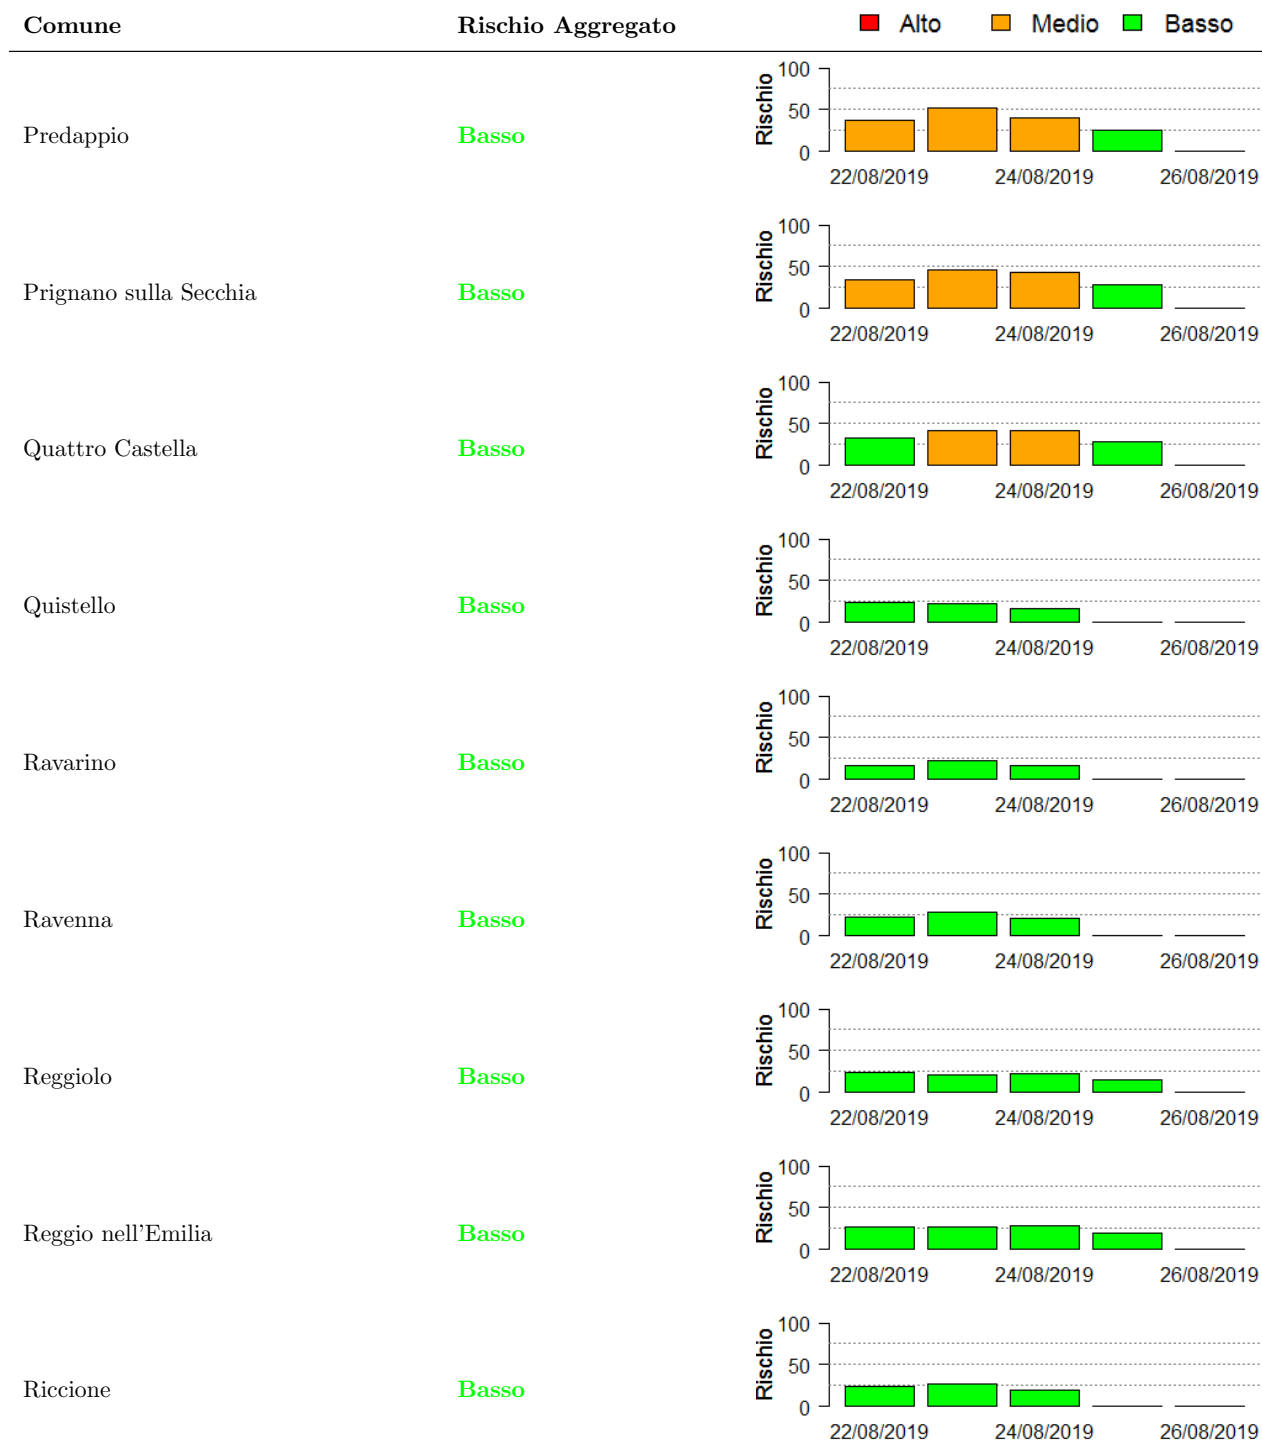 Comune Rischio Aggregato Alto Medio Basso
Predappio Basso Rischio 100 50 0
22/08/2019 24/08/2019 26/08/2019
Prignano sulla Secchia Basso Rischio 100 50 0
22/08/2019 24/08/2019 26/08/2019
Quattro Castella Basso Rischio 100 50 0
22/08/2019 24/08/2019 26/08/2019
Quistello Basso Rischio 100 50 0
22/08/2019 24/08/2019 26/08/2019
Ravarino Basso Rischio 100 50 0
22/08/2019 24/08/2019 26/08/2019
Ravenna Basso Rischio 100 50 0
22/08/2019 24/08/2019 26/08/2019
Reggiolo Basso Rischio 100 50 0
22/08/2019 24/08/2019 26/08/2019
Reggio nell'Emilia Basso Rischio 100 50 0
22/08/2019 24/08/2019 26/08/2019
Riccione Basso Rischio 100 50 0
22/08/2019 24/08/2019 26/08/2019